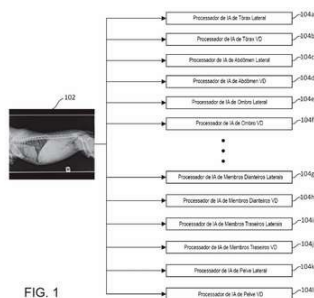 102
Processador de IA de Tórax Lateral
104a
Processador de IA de Tórax VD
104b
Processador de IA de Abdômen Lateral
104c
Processador de IA de Abdômen VD
104d
Processador de IA de Ombro Lateral
104e
Processador de IA de Ombro VD
104f
Processador de IA de Membros Dianteiros Laterais
104g
Processador de IA de Membros Dianteiros VD
104h
Processador de IA de Membros Traseiros Laterais
104i
Processador de IA de Membros Traseiros VD
104j
Processador de IA de Pelve Lateral
104k
Processador de IA de Pelve VD
104l
FIG. 1